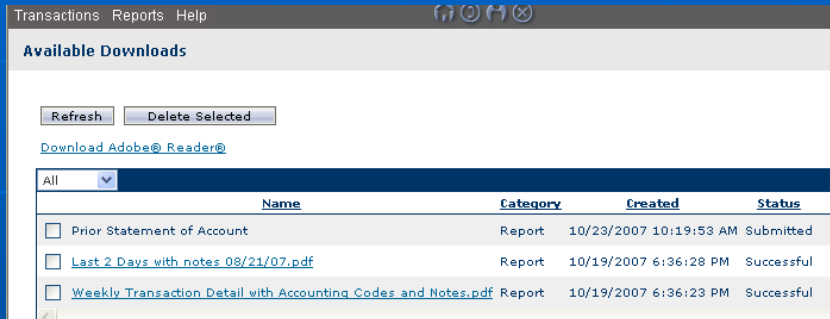 Transactions Reports Help
Available Downloads
Refresh Delete Selected
Download Adobe® Reader®
All
Name Category Created Status
Prior Statement of Account Report 10/23/2007 10:19:53 AM Submitted
Last 2 Days with notes 08/21/07.pdf Report 10/19/2007 6:36:28 PM Successful
Weekly Transaction Detail with Accounting Codes and Notes.pdf Report 10/19/2007 6:36:23 PM Successful